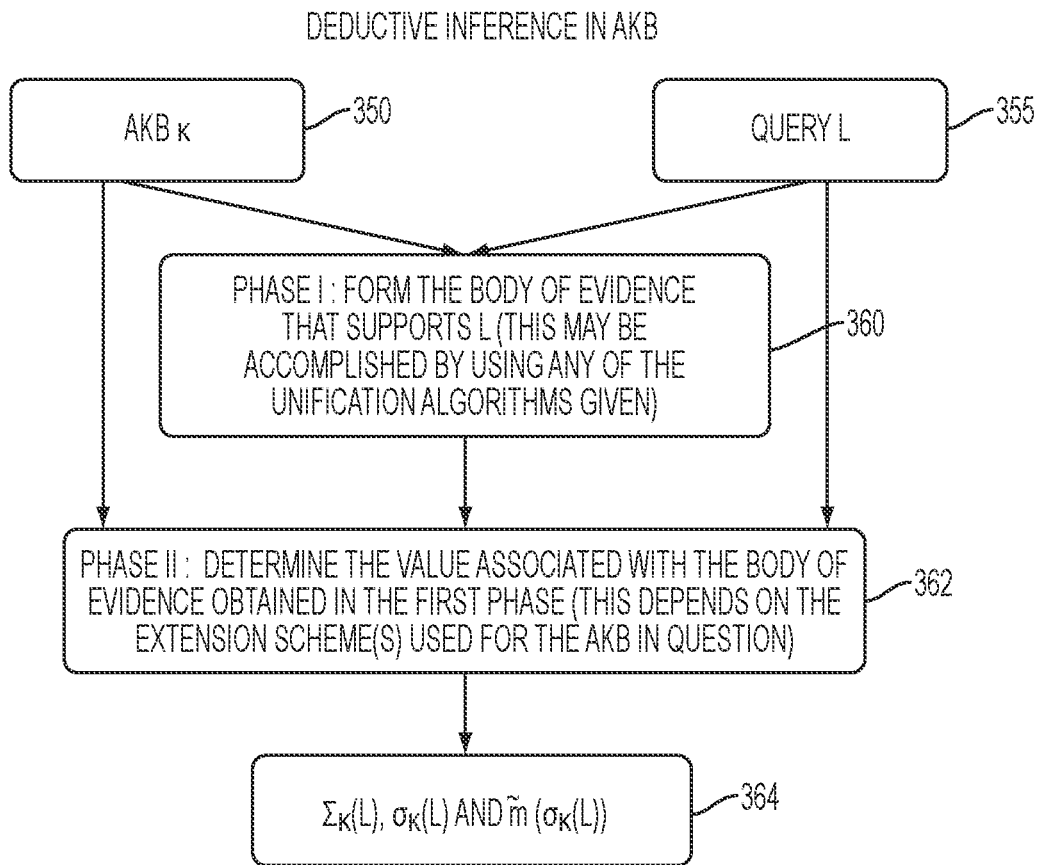 DEDUCTIVE INFERENCE IN AKB
AKB κ
350
QUERY L
355
PHASE I : FORM THE BODY OF EVIDENCE
THAT SUPPORTS L (THIS MAY BE
ACCOMPLISHED BY USING ANY OF THE
UNIFICATION ALGORITHMS GIVEN)
360
PHASE II : DETERMINE THE VALUE ASSOCIATED WITH THE BODY OF
EVIDENCE OBTAINED IN THE FIRST PHASE (THIS DEPENDS ON THE
EXTENSION SCHEME(S) USED FOR THE AKB IN QUESTION)
362
Σκ(L), σκ(L) AND m̃ (σκ(L))
364